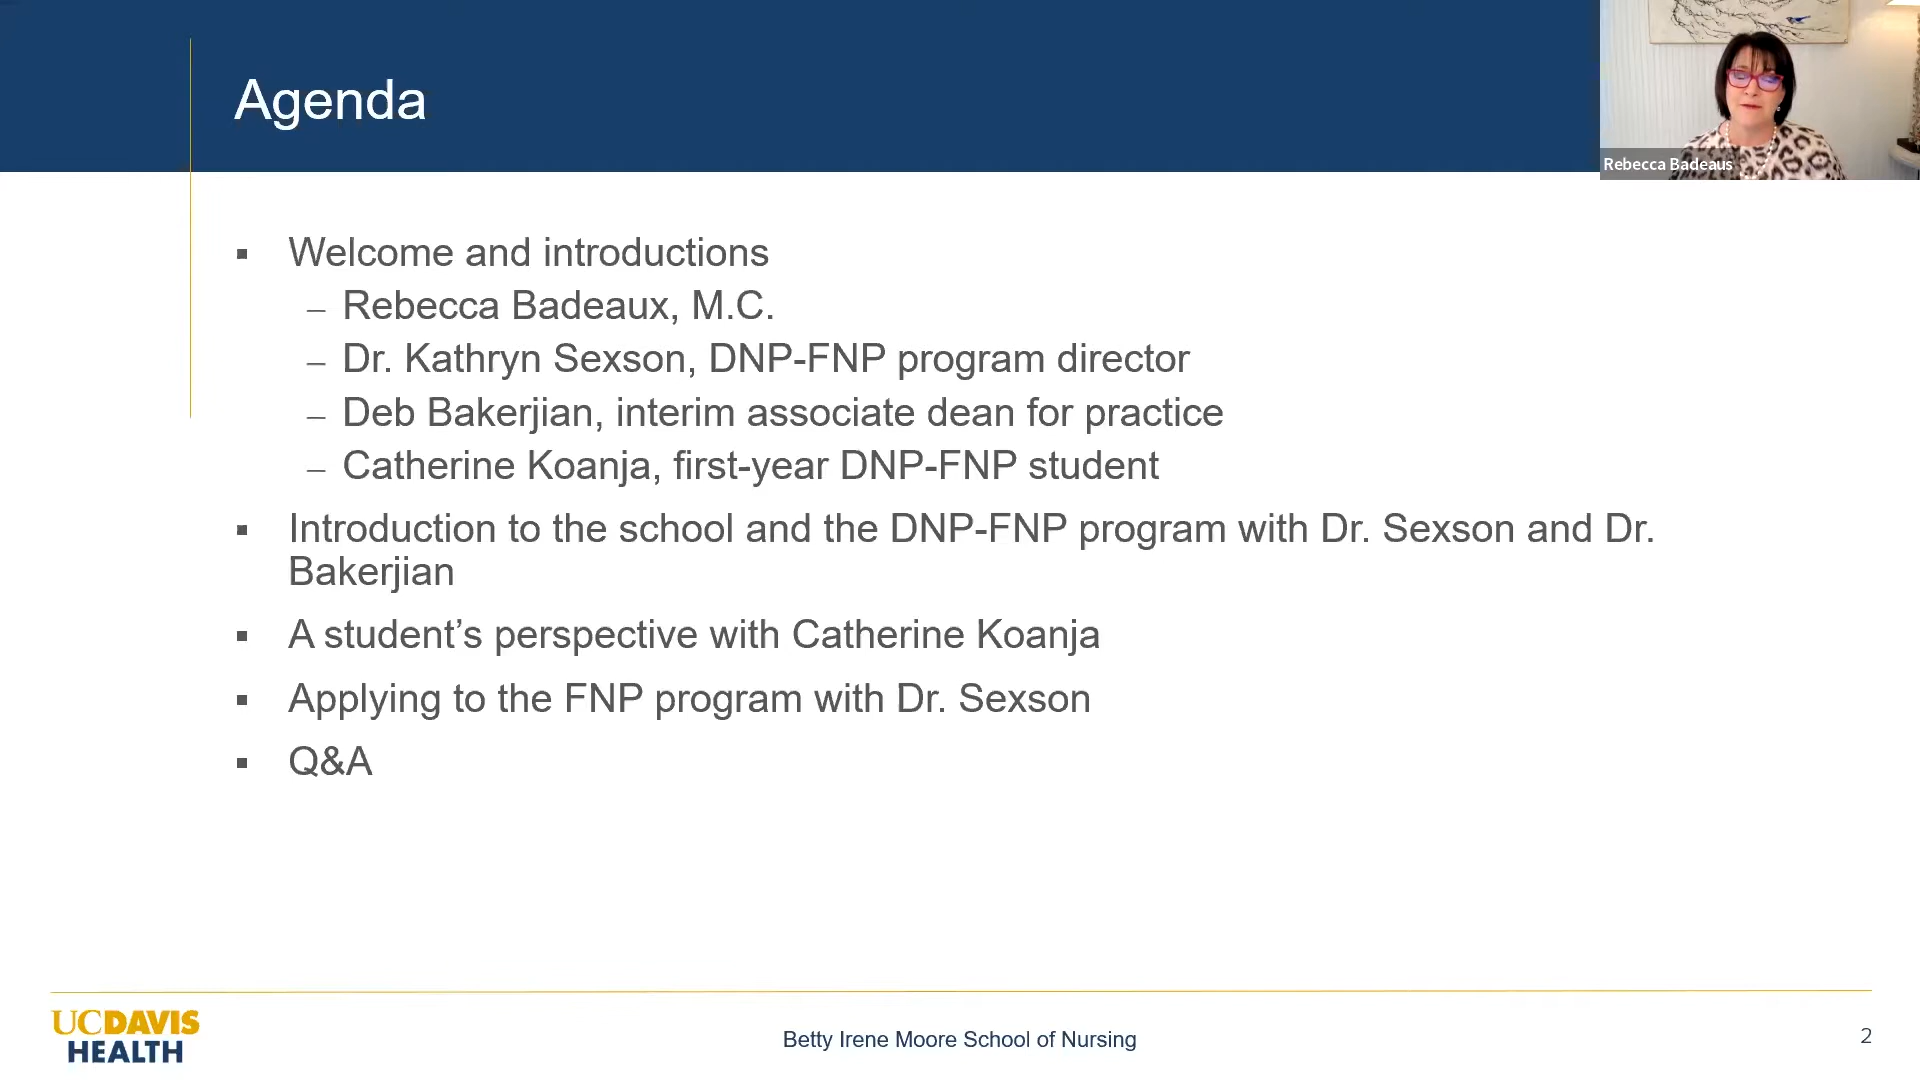 Agenda
Rebecca Badeaus
▪ Welcome and introductions
– Rebecca Badeaux, M.C.
– Dr. Kathryn Sexson, DNP-FNP program director
– Deb Bakerjian, interim associate dean for practice
– Catherine Koanja, first-year DNP-FNP student
▪ Introduction to the school and the DNP-FNP program with Dr. Sexson and Dr.
Bakerjian
▪ A student’s perspective with Catherine Koanja
▪ Applying to the FNP program with Dr. Sexson
▪ Q&A
UCDAVIS
HEALTH
Betty Irene Moore School of Nursing
2